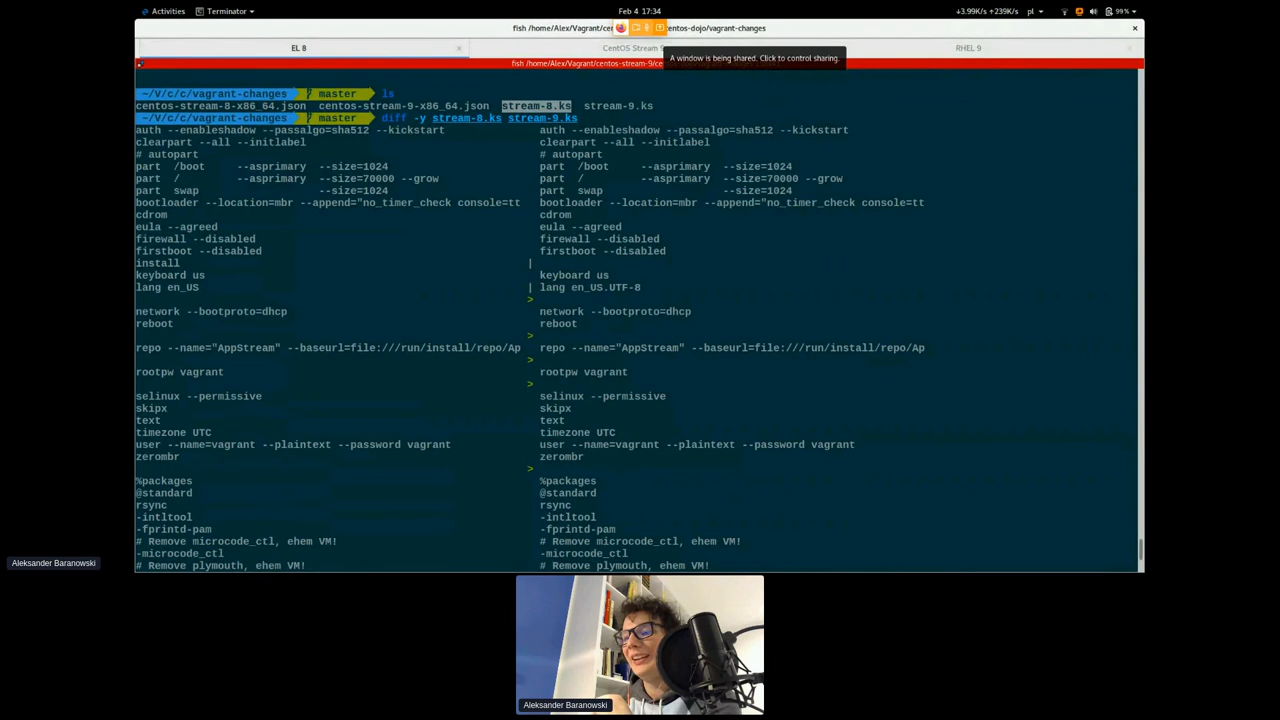 Activities Terminator Feb 4 17:34 ↓3.99K/s ↑239K/s pl 99%
fish /home/Alex/Vagrant/cen entos-dojo/vagrant-changes ×
EL 8 × CentOS Stream 9 RHEL 9 ×
A window is being shared. Click to control sharing.
fish /home/Alex/Vagrant/centos-stream-9/ce
~/V/c/c/vagrant-changes master ls
centos-stream-8-x86_64.json centos-stream-9-x86_64.json stream-8.ks stream-9.ks
~/V/c/c/vagrant-changes master diff -y stream-8.ks stream-9.ks
auth --enableshadow --passalgo=sha512 --kickstart auth --enableshadow --passalgo=sha512 --kickstart
clearpart --all --initlabel clearpart --all --initlabel
# autopart # autopart
part /boot --asprimary --size=1024 part /boot --asprimary --size=1024
part / --asprimary --size=70000 --grow part / --asprimary --size=70000 --grow
part swap --size=1024 part swap --size=1024
bootloader --location=mbr --append="no_timer_check console=tt bootloader --location=mbr --append="no_timer_check console=tt
cdrom cdrom
eula --agreed eula --agreed
firewall --disabled firewall --disabled
firstboot --disabled firstboot --disabled
install |
keyboard us keyboard us
lang en_US | lang en_US.UTF-8
>
network --bootproto=dhcp network --bootproto=dhcp
reboot reboot
>
repo --name="AppStream" --baseurl=file:///run/install/repo/Ap repo --name="AppStream" --baseurl=file:///run/install/repo/Ap
>
rootpw vagrant rootpw vagrant
>
selinux --permissive selinux --permissive
skipx skipx
text text
timezone UTC timezone UTC
user --name=vagrant --plaintext --password vagrant user --name=vagrant --plaintext --password vagrant
zerombr zerombr
>
%packages %packages
@standard @standard
rsync rsync
-intltool -intltool
-fprintd-pam -fprintd-pam
# Remove microcode_ctl, ehem VM! # Remove microcode_ctl, ehem VM!
-microcode_ctl -microcode_ctl
# Remove plymouth, ehem VM! # Remove plymouth, ehem VM!
Aleksander Baranowski
Aleksander Baranowski